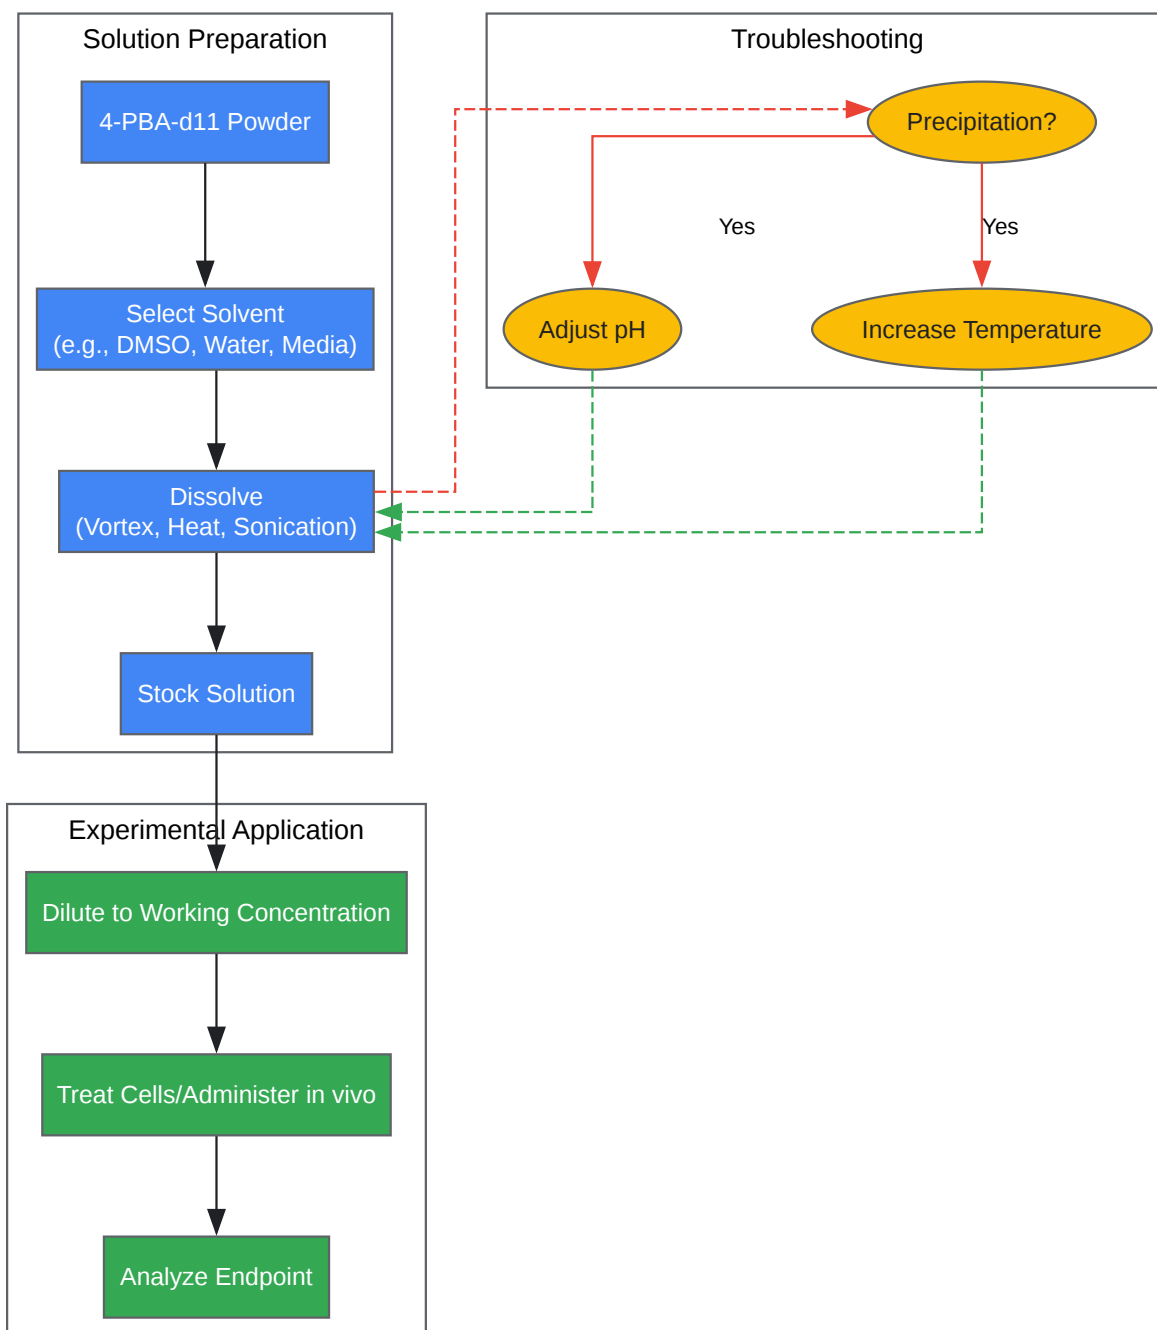 Solution Preparation
4-PBA-d11 Powder
Select Solvent
(e.g., DMSO, Water, Media)
Dissolve
(Vortex, Heat, Sonication)
Stock Solution
Troubleshooting
Precipitation?
Yes
Yes
Adjust pH
Increase Temperature
Experimental Application
Dilute to Working Concentration
Treat Cells/Administer in vivo
Analyze Endpoint